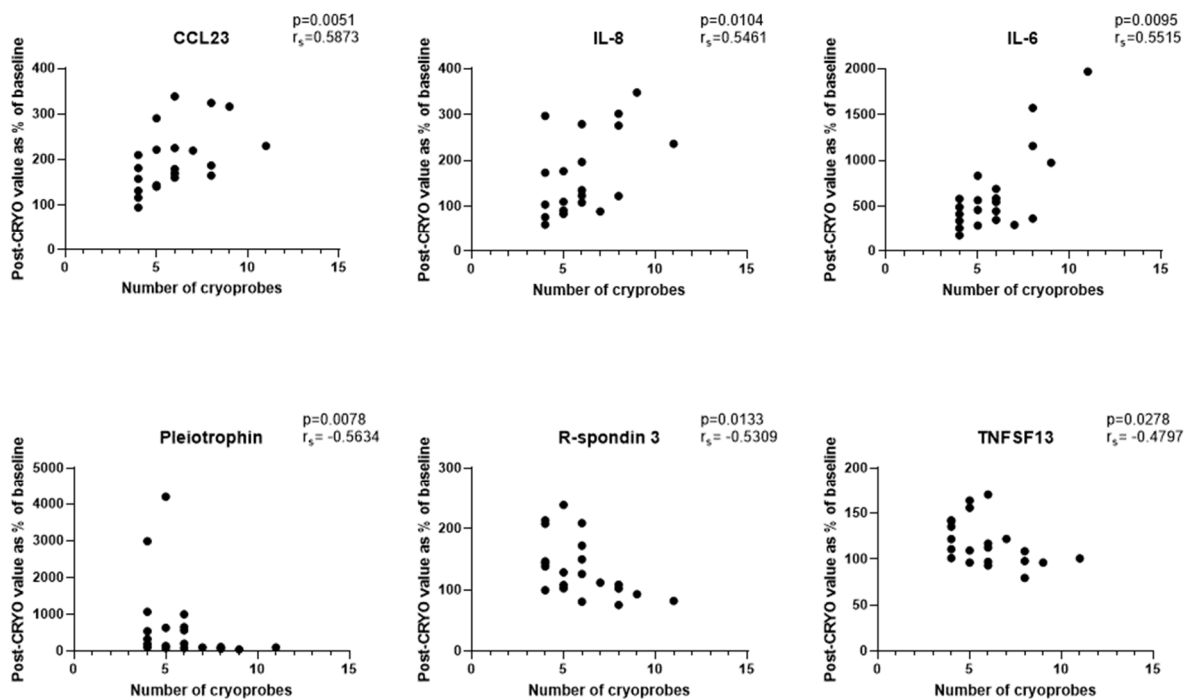 CCL23
p=0.0051
rs=0.5873
Post-CRYO value as % of baseline
400
300
200
100
0
0 5 10 15
Number of cryoprobes
IL-8
p=0.0104
rs=0.5461
Post-CRYO value as % of baseline
400
300
200
100
0
0 5 10 15
Number of cryoprobes
IL-6
p=0.0095
rs=0.5515
Post-CRYO value as % of baseline
2000
1500
1000
500
0
0 5 10 15
Number of cryoprobes
Pleiotrophin
p=0.0078
rs= -0.5634
Post-CRYO value as % of baseline
5000
4000
3000
2000
1000
0
0 5 10 15
Number of cryoprobes
R-spondin 3
p=0.0133
rs= -0.5309
Post-CRYO value as % of baseline
300
200
100
0
0 5 10 15
Number of cryoprobes
TNFSF13
p=0.0278
rs= -0.4797
Post-CRYO value as % of baseline
200
150
100
50
0
0 5 10 15
Number of cryoprobes